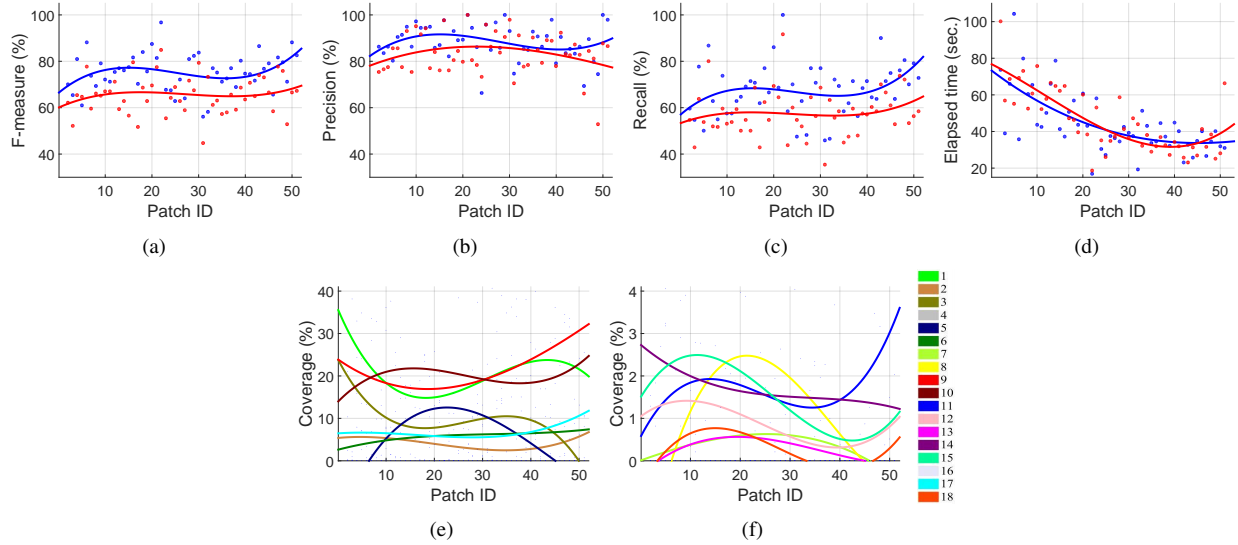 F-measure (%)
100
80
60
40
10 20 30 40 50
Patch ID
(a)
Precision (%)
100
80
60
40
10 20 30 40 50
Patch ID
(b)
Recall (%)
100
80
60
40
10 20 30 40 50
Patch ID
(c)
Elapsed time (sec.)
100
80
60
40
20
10 20 30 40 50
Patch ID
(d)
Coverage (%)
40
30
20
10
0
10 20 30 40 50
Patch ID
(e)
Coverage (%)
4
3
2
1
0
10 20 30 40 50
Patch ID
(f)
1
2
3
4
5
6
7
8
9
10
11
12
13
14
15
16
17
18